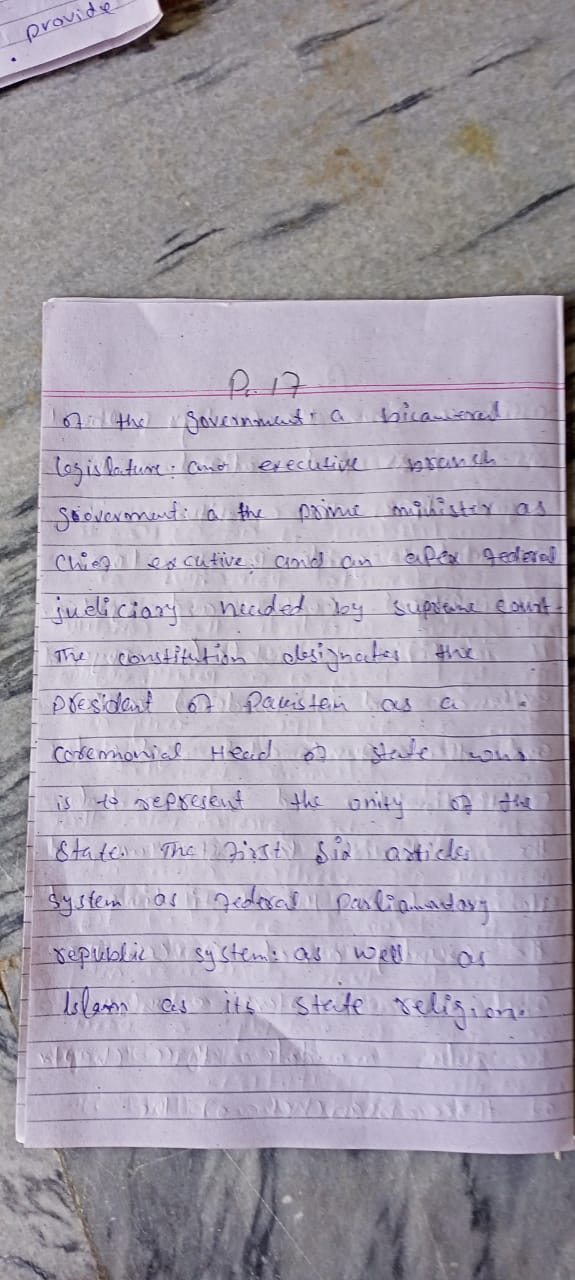 . provide
P. 17
of the government: a bicameral
legislature: and executive branch
government: a the prime minister as
chief excutive: and an apex federal
judiciary headed by supreme court.
The constitution designates the
president of Pakistan as a
ceremonial Head of state who
is to represent the unity of the
state. The first six articles
system as federal parliamantary
republic system: as well as
Islam as its state religion.